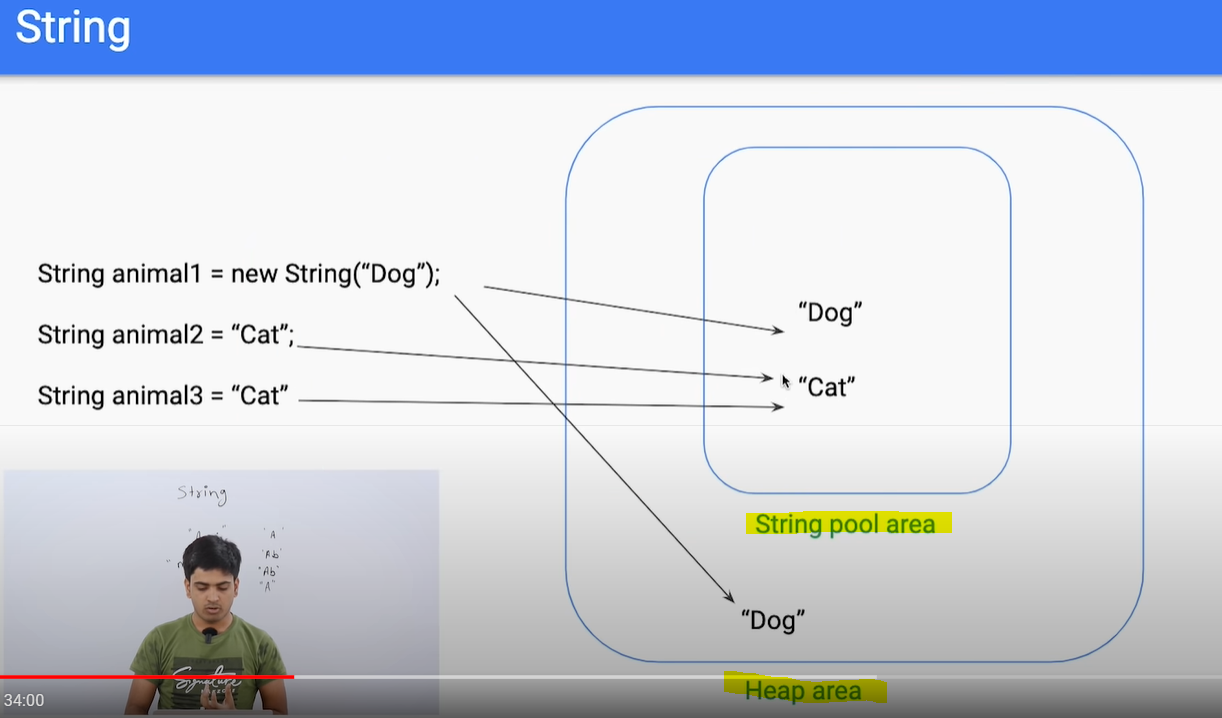 String
String animal1 = new String(“Dog”);
String animal2 = “Cat”;
String animal3 = “Cat”
“Dog”
“Cat”
String pool area
“Dog”
Heap area
String
'A'
'Ab'
'Ab'
"A"
Signature
34:00